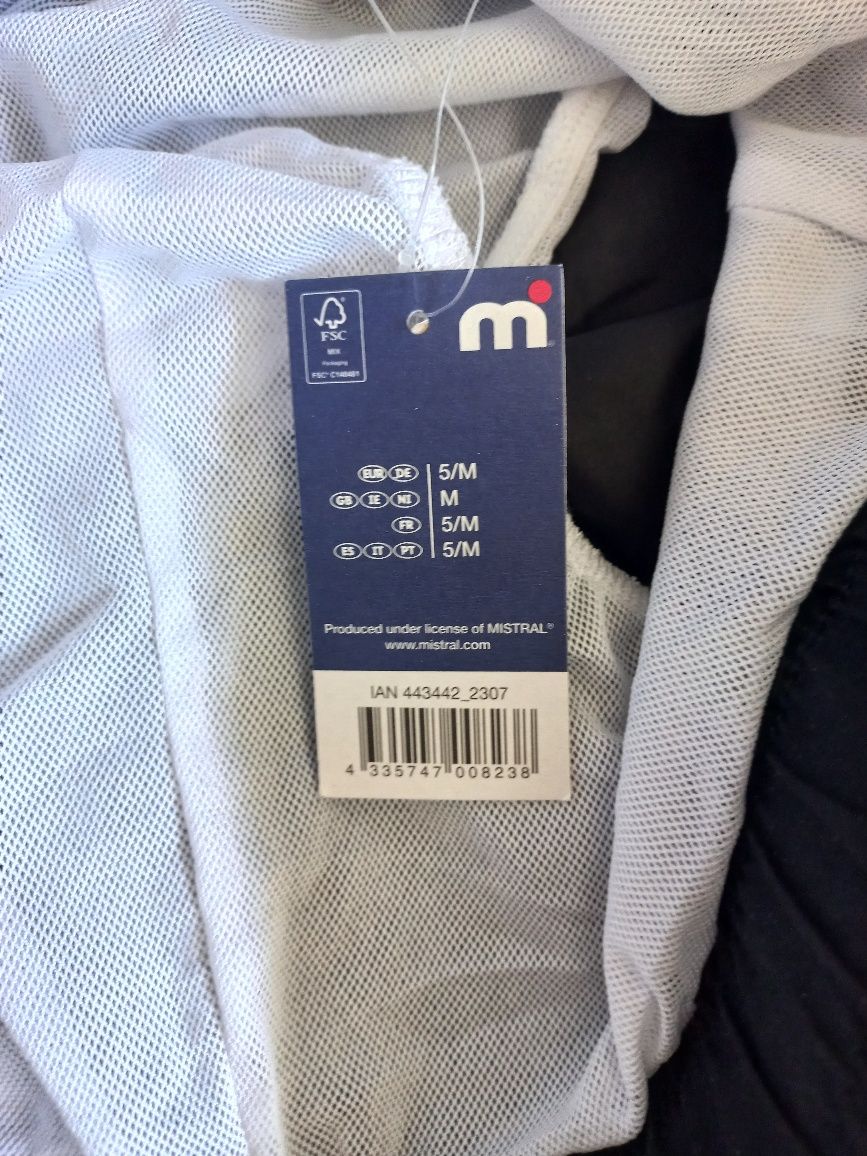 FSC
MIX
Packaging
FSC® C148481
m
EUR DE 5/M
GB IE NI M
FR 5/M
ES IT PT 5/M
Produced under license of MISTRAL®
www.mistral.com
IAN 443442_2307
4 335747 008238